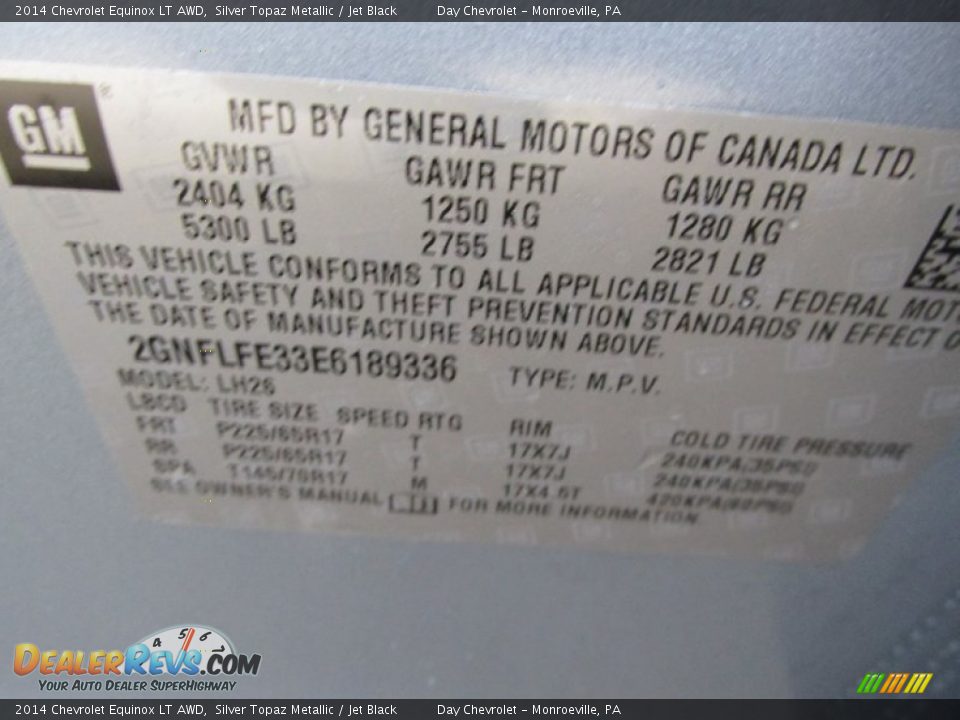 2014 Chevrolet Equinox LT AWD, Silver Topaz Metallic / Jet Black Day Chevrolet - Monroeville, PA
GM MFD BY GENERAL MOTORS OF CANADA LTD.
GVWR GAWR FRT GAWR RR
2404 KG 1250 KG 1280 KG
5300 LB 2755 LB 2821 LB
THIS VEHICLE CONFORMS TO ALL APPLICABLE U.S. FEDERAL MOT
VEHICLE SAFETY AND THEFT PREVENTION STANDARDS IN EFFECT O
THE DATE OF MANUFACTURE SHOWN ABOVE.
2GNFLFE33E6189336 TYPE: M.P.V.
MODEL: LH26
LBCD TIRE SIZE SPEED RTG RIM COLD TIRE PRESSURE
FRT P225/65R17 T 17X7J 240KPA(35PSI)
RR P225/65R17 T 17X7J 240KPA(35PSI)
SPA T145/70R17 M 17X4.5T 420KPA(60PSI)
SEE OWNER'S MANUAL FOR MORE INFORMATION
4 5 6
DEALERREVS.COM
YOUR AUTO DEALER SUPERHIGHWAY
2014 Chevrolet Equinox LT AWD, Silver Topaz Metallic / Jet Black Day Chevrolet - Monroeville, PA